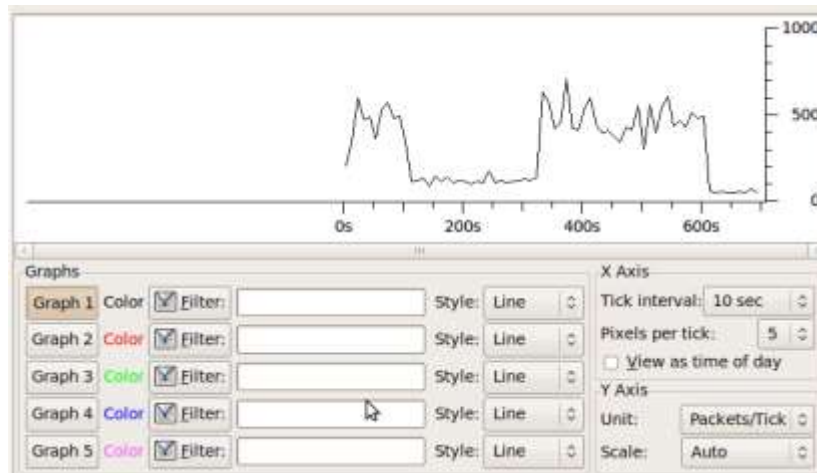 1000
500
0
0s 200s 400s 600s
Graphs
Graph 1 Color Filter: Style: Line
Graph 2 Color Filter: Style: Line
Graph 3 Color Filter: Style: Line
Graph 4 Color Filter: Style: Line
Graph 5 Color Filter: Style: Line
X Axis
Tick interval: 10 sec
Pixels per tick: 5
View as time of day
Y Axis
Unit: Packets/Tick
Scale: Auto